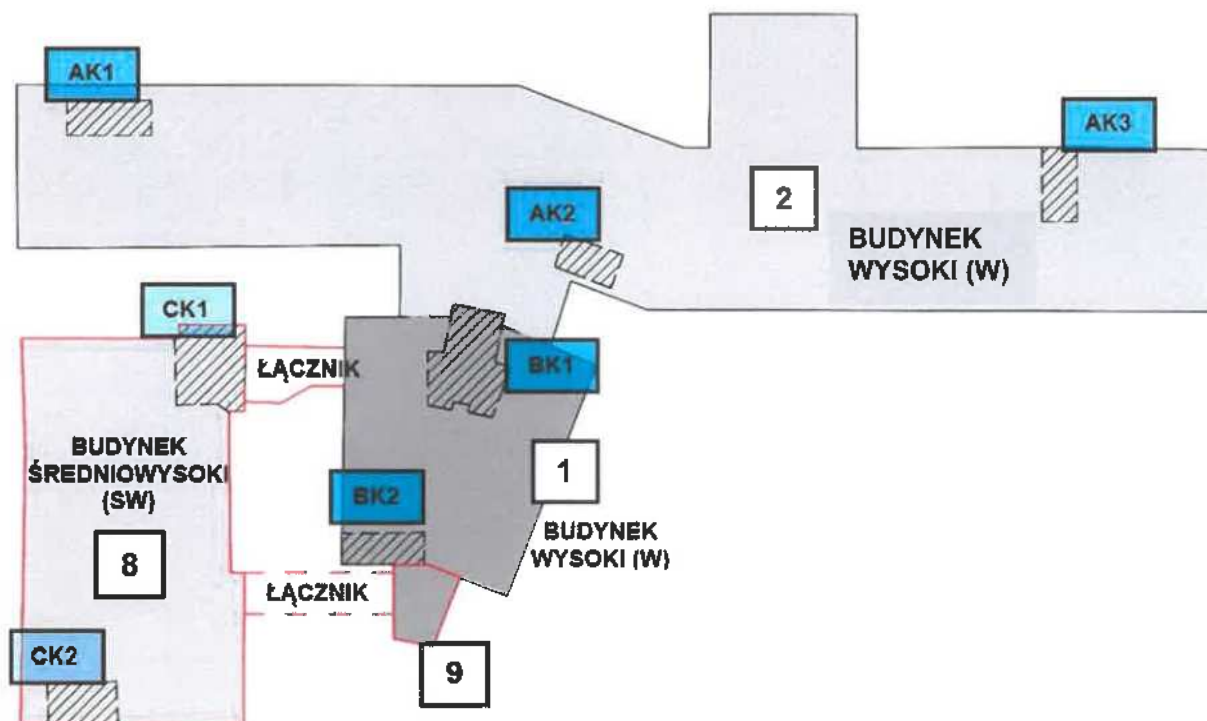 AK1
AK3
2
AK2
BUDYNEK
WYSOKI (W)
CK1
ŁĄCZNIK
BK1
BUDYNEK
ŚREDNIOWYSOKI
(SW)
1
BK2
BUDYNEK
WYSOKI (W)
8
ŁĄCZNIK
CK2
9